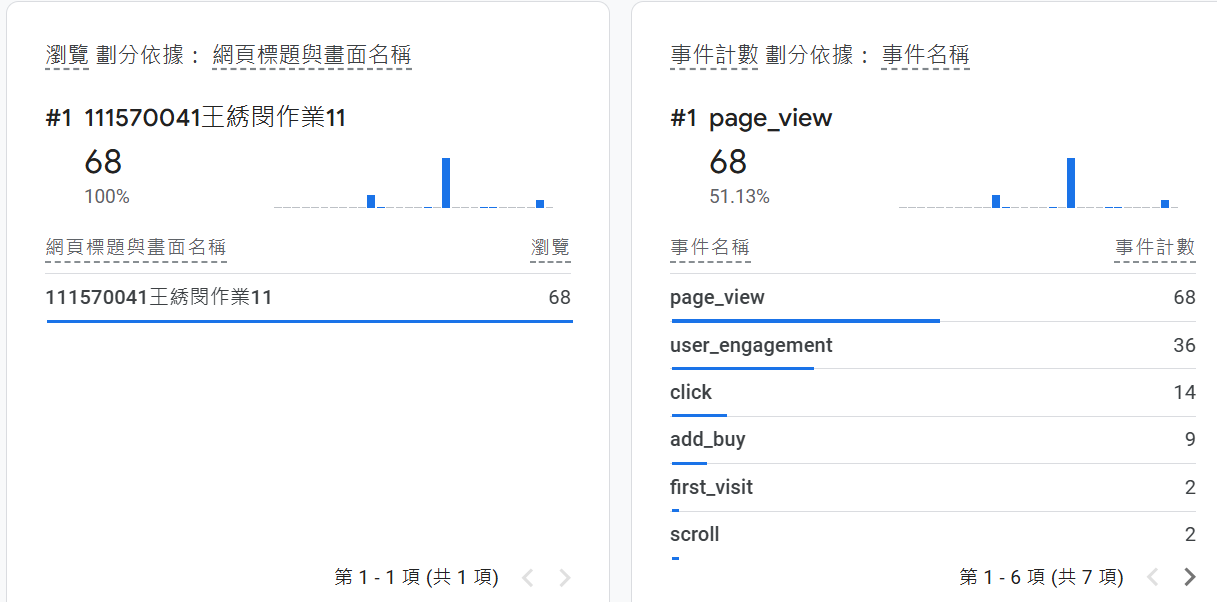 瀏覽 劃分依據： 網頁標題與畫面名稱
#1 111570041王綉閔作業11
68
100%
網頁標題與畫面名稱 瀏覽
111570041王綉閔作業11 68
第 1 - 1 項 (共 1 項)
事件計數 劃分依據： 事件名稱
#1 page_view
68
51.13%
事件名稱 事件計數
page_view 68
user_engagement 36
click 14
add_buy 9
first_visit 2
scroll 2
第 1 - 6 項 (共 7 項)